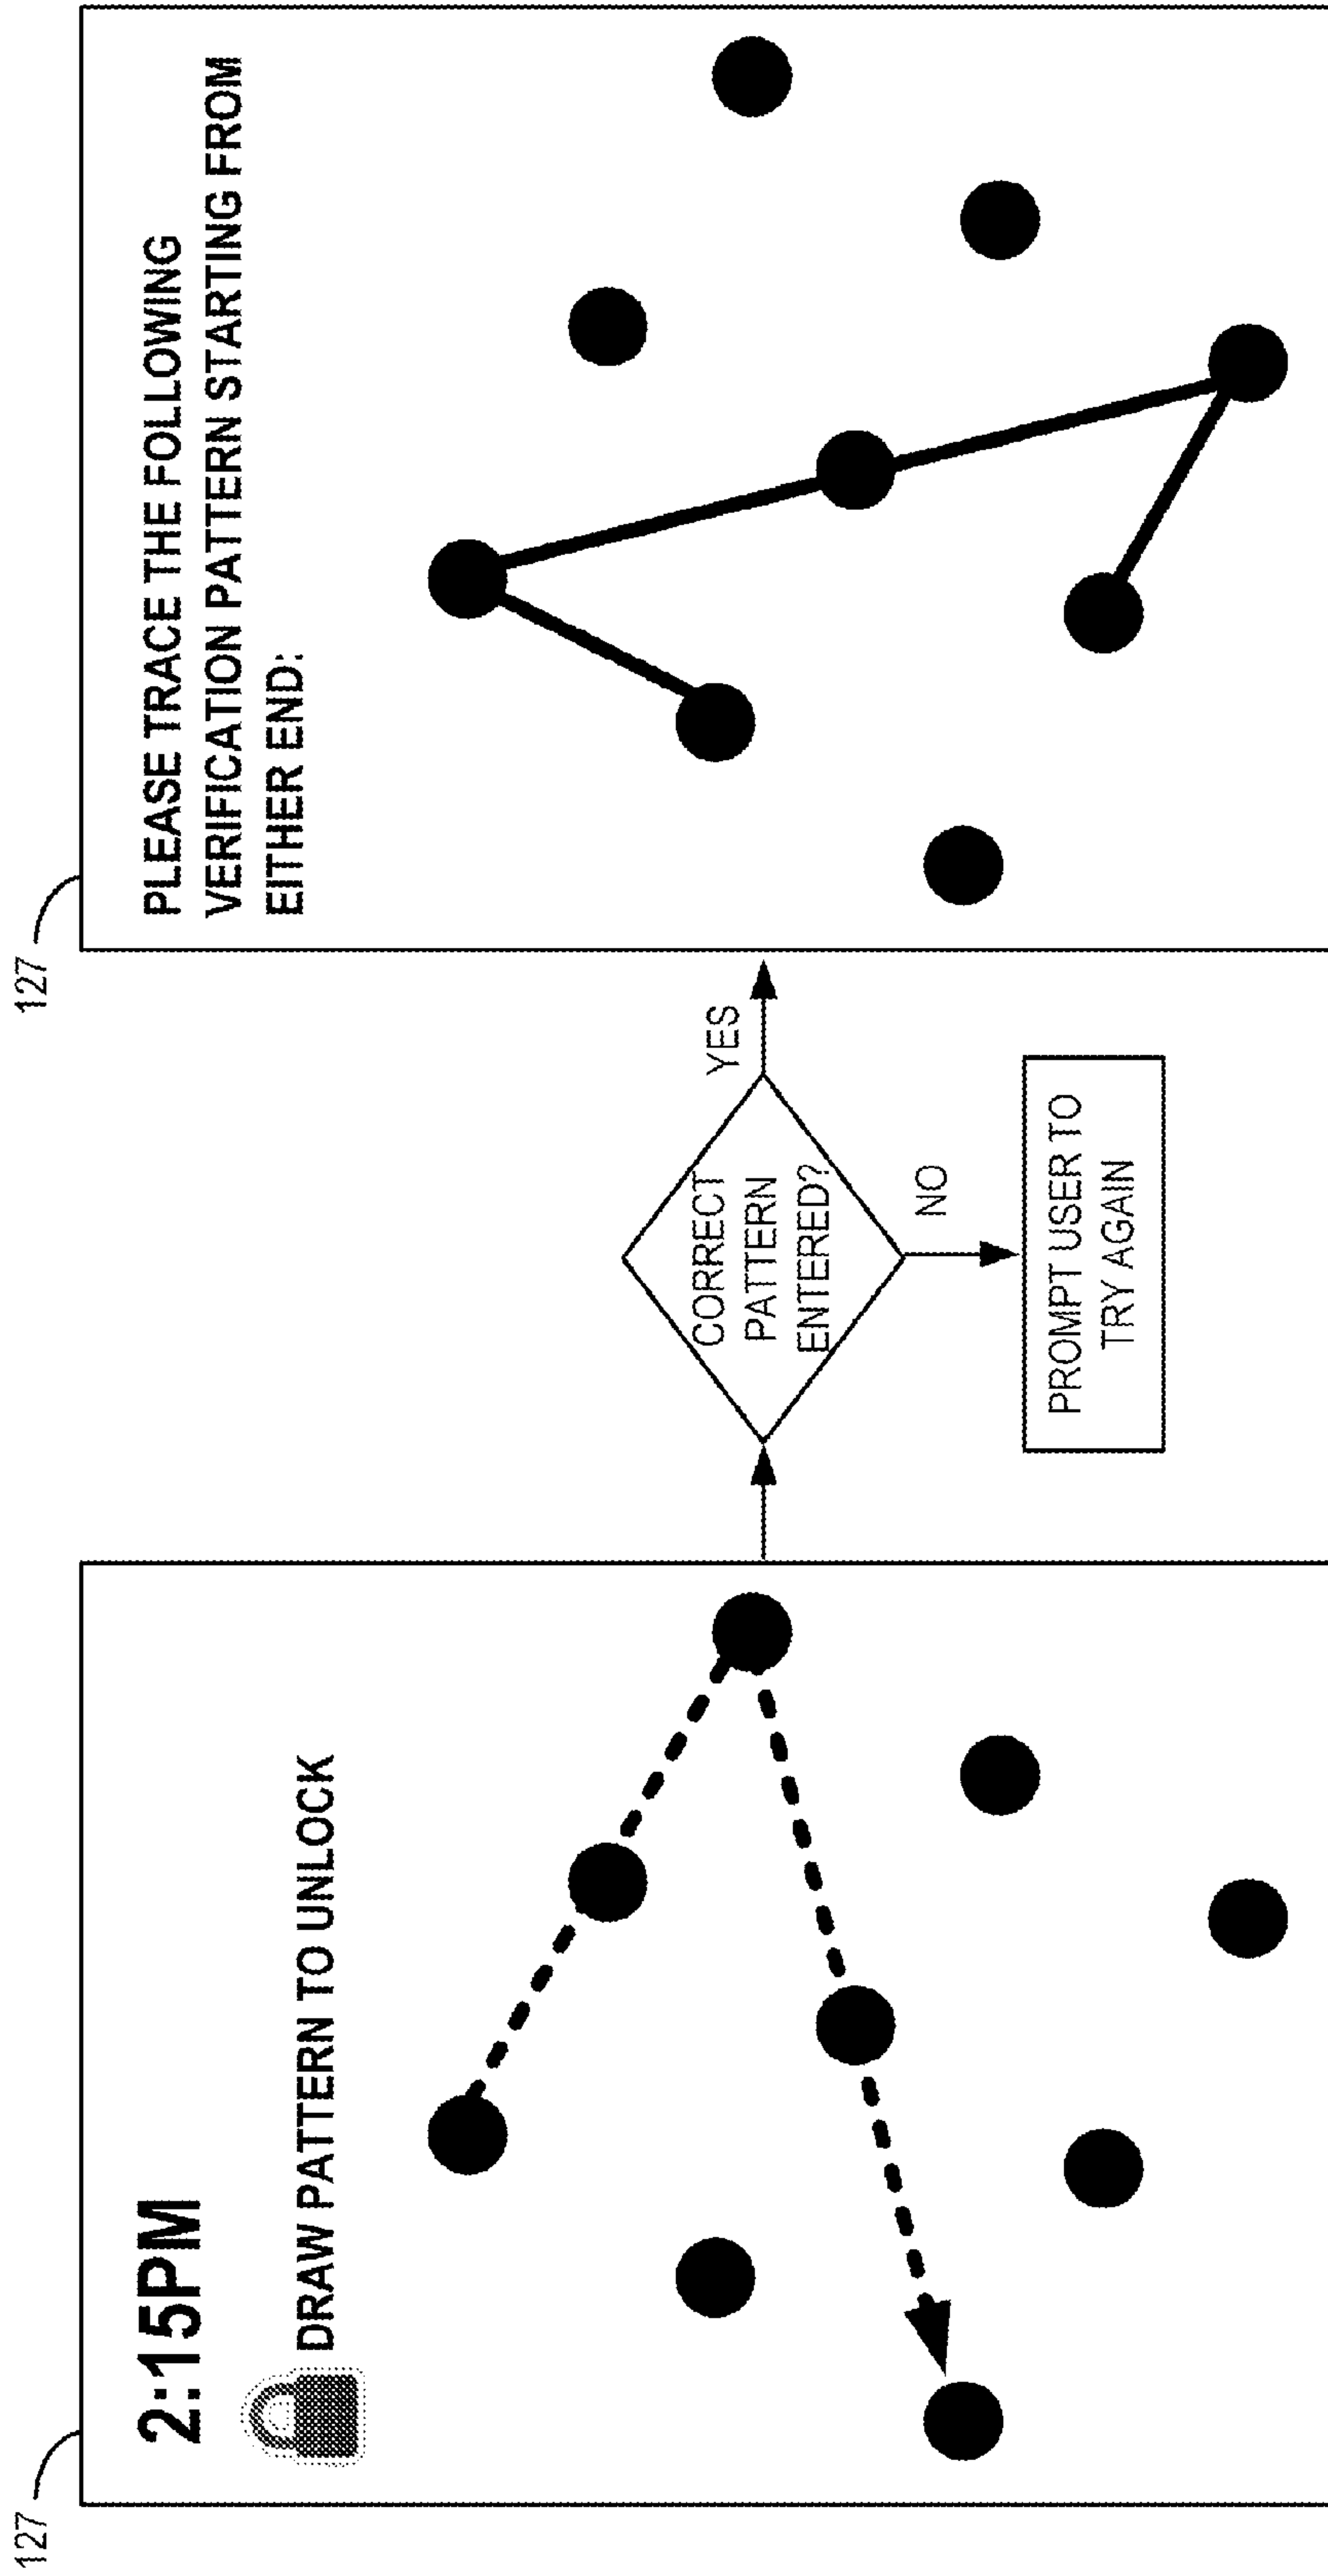 127
2:15PM
DRAW PATTERN TO UNLOCK
CORRECT
PATTERN
ENTERED?
YES
NO
PROMPT USER TO
TRY AGAIN
127
PLEASE TRACE THE FOLLOWING
VERIFICATION PATTERN STARTING FROM
EITHER END: